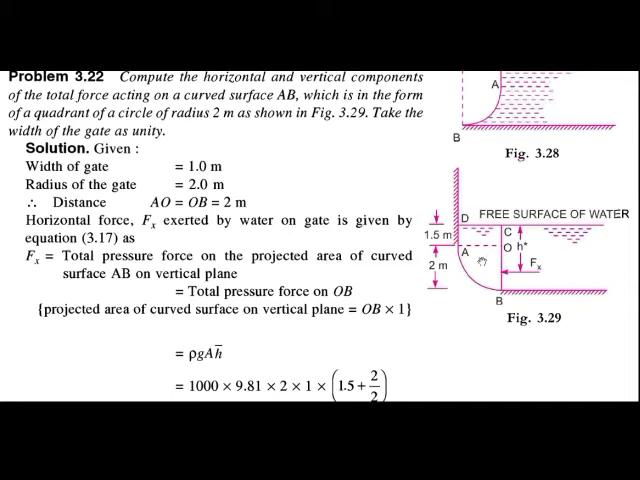 Problem 3.22 Compute the horizontal and vertical components
of the total force acting on a curved surface AB, which is in the form
of a quadrant of a circle of radius 2 m as shown in Fig. 3.29. Take the
width of the gate as unity.
Solution. Given :
Width of gate = 1.0 m
Radius of the gate = 2.0 m
∴ Distance AO = OB = 2 m
Horizontal force, Fx exerted by water on gate is given by
equation (3.17) as
Fx = Total pressure force on the projected area of curved
surface AB on vertical plane
= Total pressure force on OB
{projected area of curved surface on vertical plane = OB × 1}
= ρgAh̅
= 1000 × 9.81 × 2 × 1 × (1.5 + 2/2)
A
B
Fig. 3.28
D FREE SURFACE OF WATER
1.5 m C
A O h*
2 m Fx
B
Fig. 3.29